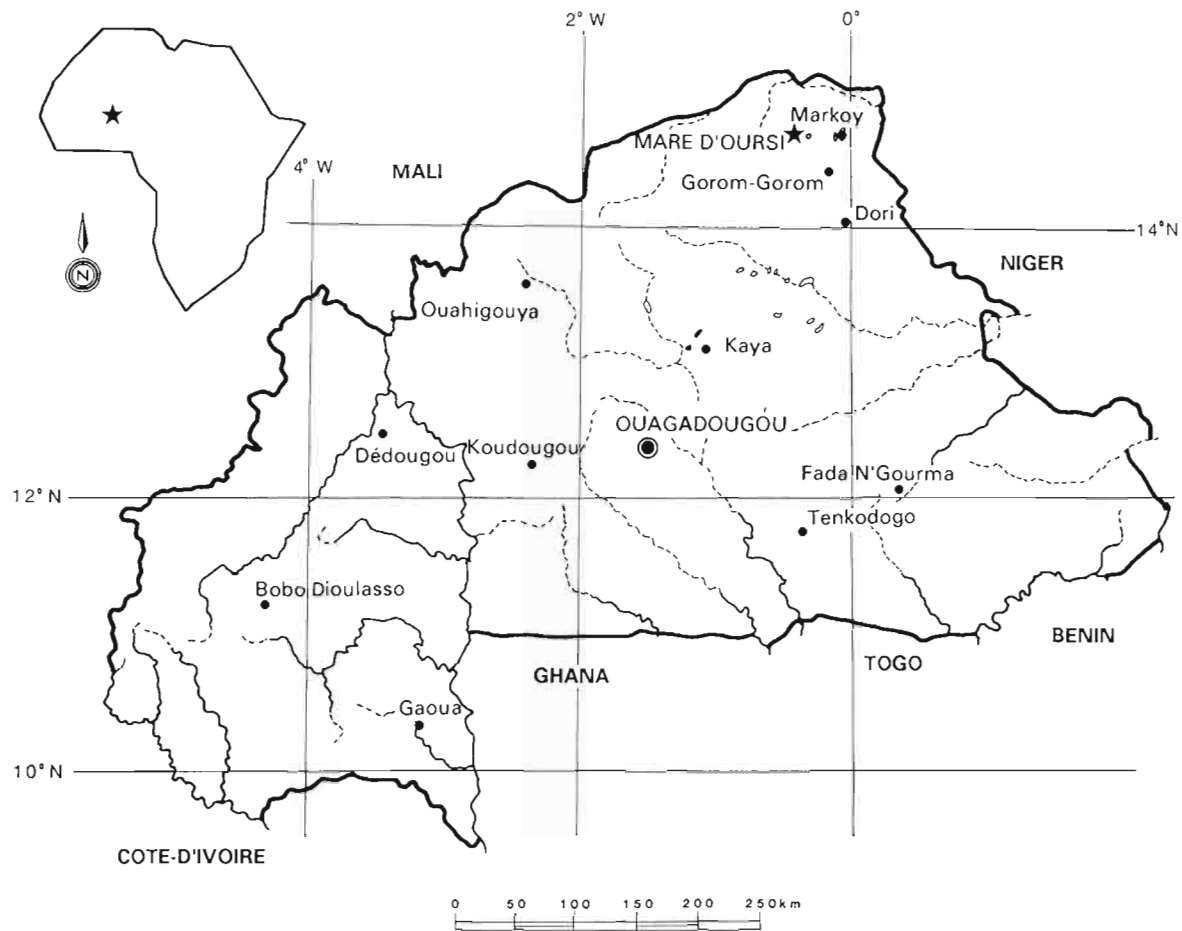 2° W
0°
Markoy
MARE D'OURSI
4° W
MALI
Gorom-Gorom
Dori
14°N
N
NIGER
Ouahigouya
Kaya
OUAGADOUGOU
Dédougou
Koudougou
Fada N'Gourma
12°N
Tenkodogo
Bobo Dioulasso
BENIN
GHANA
TOGO
Gaoua
10°N
COTE-D'IVOIRE
0 50 100 150 200 250km